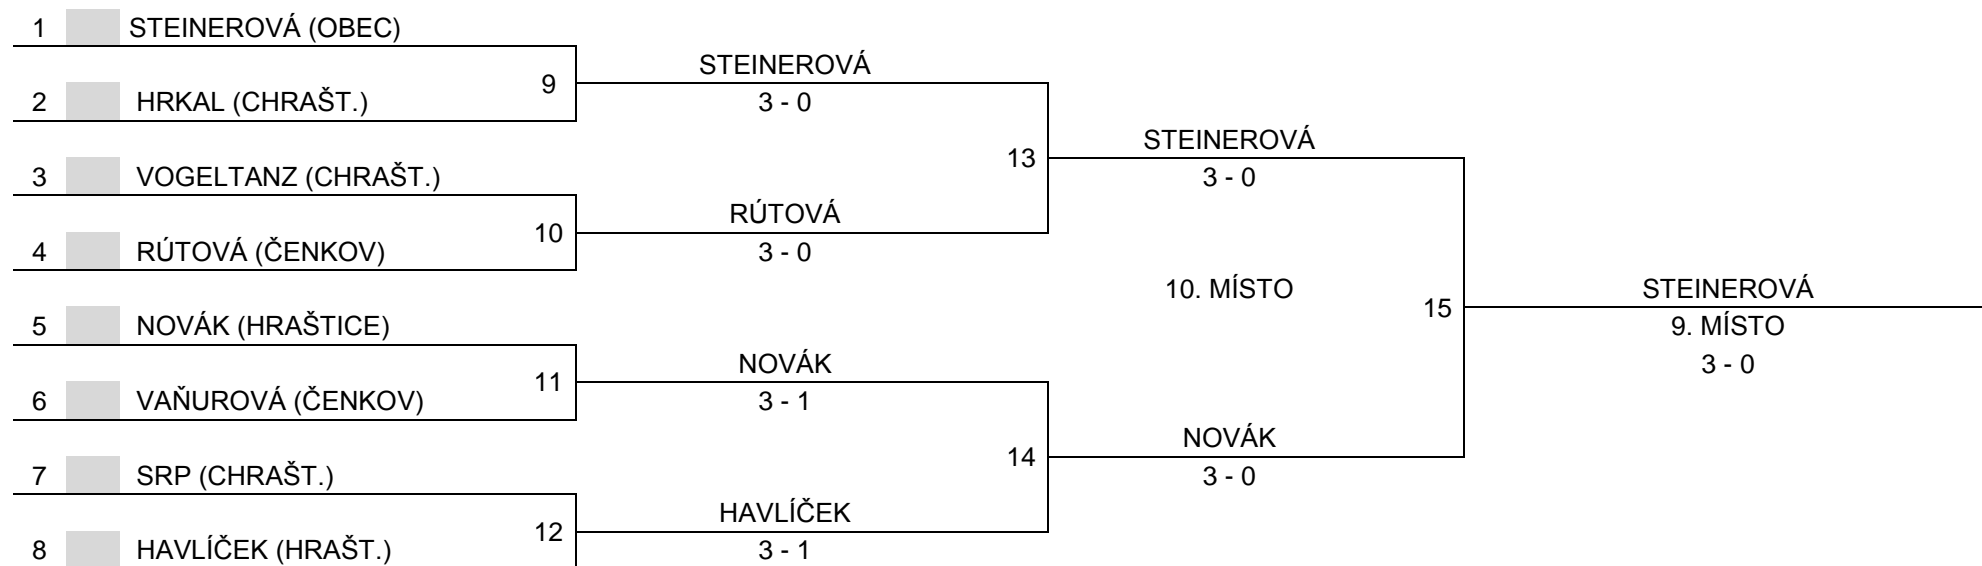 1 STEINEROVÁ (OBEC)
STEINEROVÁ
9
2 HRKAL (CHRAŠT.)
3 - 0
STEINEROVÁ
13
3 VOGELTANZ (CHRAŠT.)
3 - 0
RÚTOVÁ
10
4 RÚTOVÁ (ČENKOV)
3 - 0
10. MÍSTO
STEINEROVÁ
15
5 NOVÁK (HRAŠTICE)
9. MÍSTO
NOVÁK
3 - 0
11
6 VAŇUROVÁ (ČENKOV)
3 - 1
NOVÁK
14
7 SRP (CHRAŠT.)
3 - 0
HAVLÍČEK
12
8 HAVLÍČEK (HRAŠT.)
3 - 1